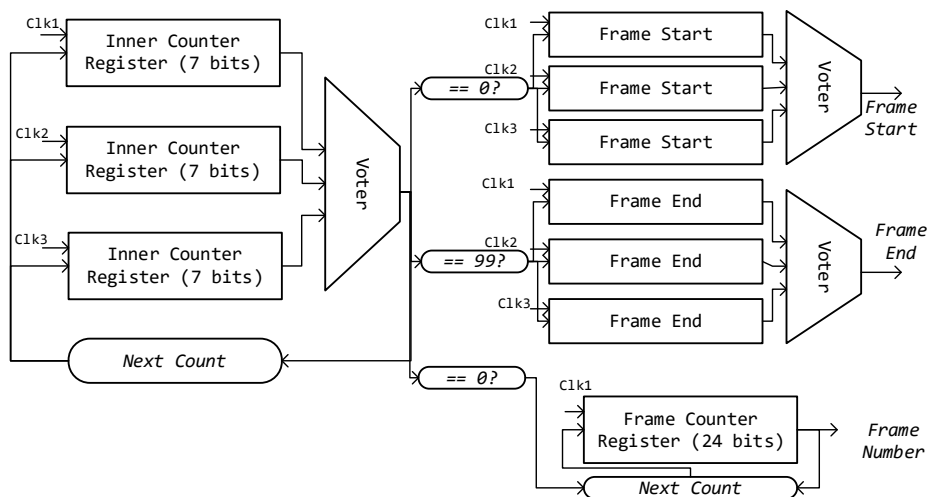 Clk1
Inner Counter
Register (7 bits)
Clk2
Inner Counter
Register (7 bits)
Clk3
Inner Counter
Register (7 bits)
Next Count
Voter
== 0?
== 99?
== 0?
Clk1
Frame Start
Clk2
Frame Start
Clk3
Frame Start
Voter
Frame
Start
Clk1
Frame End
Clk2
Frame End
Clk3
Frame End
Voter
Frame
End
Clk1
Frame Counter
Register (24 bits)
Next Count
Frame
Number